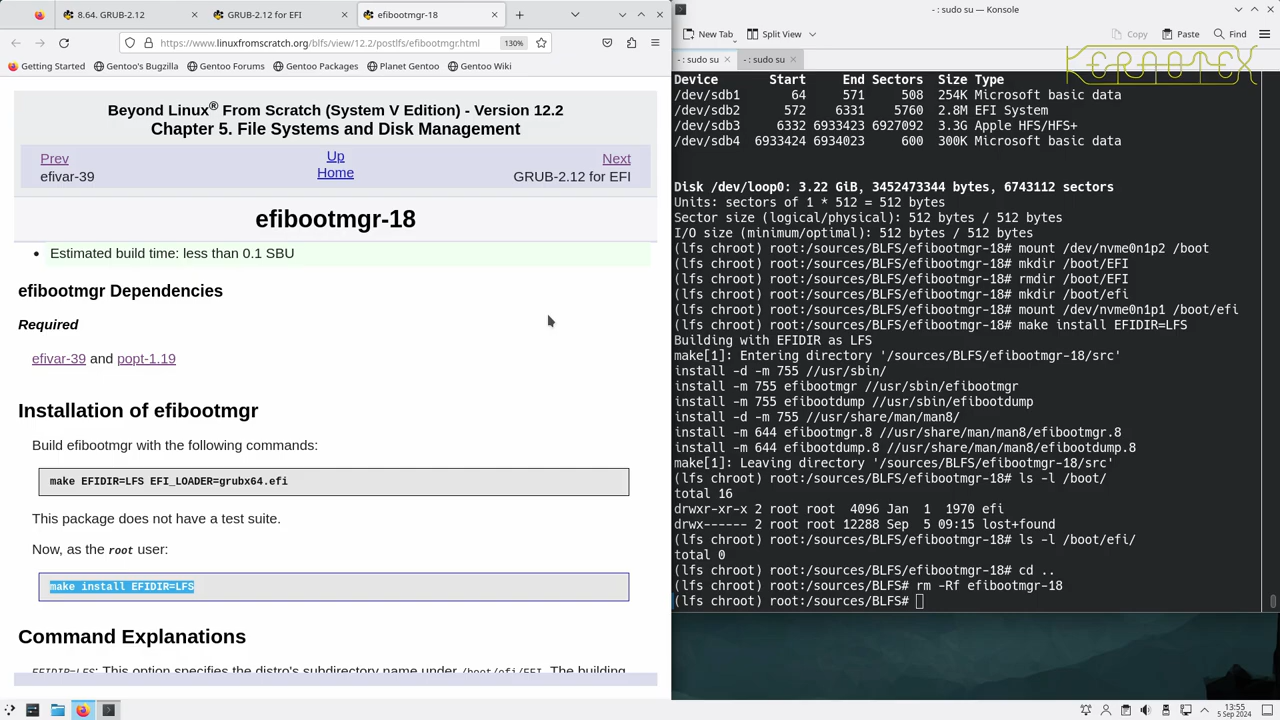 8.64. GRUB-2.12
GRUB-2.12 for EFI
efibootmgr-18
https://www.linuxfromscratch.org/blfs/view/12.2/postlfs/efibootmgr.html
130%
Getting Started
Gentoo's Bugzilla
Gentoo Forums
Gentoo Packages
Planet Gentoo
Gentoo Wiki
Beyond Linux® From Scratch (System V Edition) - Version 12.2
Chapter 5. File Systems and Disk Management
Prev
Up
Next
efivar-39
Home
GRUB-2.12 for EFI
efibootmgr-18
Estimated build time: less than 0.1 SBU
efibootmgr Dependencies
Required
efivar-39 and popt-1.19
Installation of efibootmgr
Build efibootmgr with the following commands:
make EFIDIR=LFS EFI_LOADER=grubx64.efi
This package does not have a test suite.
Now, as the root user:
make install EFIDIR=LFS
Command Explanations
EFIDIR=LFS: This option specifies the distro's subdirectory name under /boot/efi/EFI. The building
- : sudo su — Konsole
New Tab
Split View
Copy
Paste
Find
- : sudo su
- : sudo su
KERNOTEX
Device Start End Sectors Size Type
/dev/sdb1 64 571 508 254K Microsoft basic data
/dev/sdb2 572 6331 5760 2.8M EFI System
/dev/sdb3 6332 6933423 6927092 3.3G Apple HFS/HFS+
/dev/sdb4 6933424 6934023 600 300K Microsoft basic data
Disk /dev/loop0: 3.22 GiB, 3452473344 bytes, 6743112 sectors
Units: sectors of 1 * 512 = 512 bytes
Sector size (logical/physical): 512 bytes / 512 bytes
I/O size (minimum/optimal): 512 bytes / 512 bytes
(lfs chroot) root:/sources/BLFS/efibootmgr-18# mount /dev/nvme0n1p2 /boot
(lfs chroot) root:/sources/BLFS/efibootmgr-18# mkdir /boot/EFI
(lfs chroot) root:/sources/BLFS/efibootmgr-18# rmdir /boot/EFI
(lfs chroot) root:/sources/BLFS/efibootmgr-18# mkdir /boot/efi
(lfs chroot) root:/sources/BLFS/efibootmgr-18# mount /dev/nvme0n1p1 /boot/efi
(lfs chroot) root:/sources/BLFS/efibootmgr-18# make install EFIDIR=LFS
Building with EFIDIR as LFS
make[1]: Entering directory '/sources/BLFS/efibootmgr-18/src'
install -d -m 755 //usr/sbin/
install -m 755 efibootmgr //usr/sbin/efibootmgr
install -m 755 efibootdump //usr/sbin/efibootdump
install -d -m 755 //usr/share/man/man8/
install -m 644 efibootmgr.8 //usr/share/man/man8/efibootmgr.8
install -m 644 efibootdump.8 //usr/share/man/man8/efibootdump.8
make[1]: Leaving directory '/sources/BLFS/efibootmgr-18/src'
(lfs chroot) root:/sources/BLFS/efibootmgr-18# ls -l /boot/
total 16
drwxr-xr-x 2 root root 4096 Jan 1 1970 efi
drwx------ 2 root root 12288 Sep 5 09:15 lost+found
(lfs chroot) root:/sources/BLFS/efibootmgr-18# ls -l /boot/efi/
total 0
(lfs chroot) root:/sources/BLFS/efibootmgr-18# cd ..
(lfs chroot) root:/sources/BLFS# rm -Rf efibootmgr-18
(lfs chroot) root:/sources/BLFS#
13:55
5 Sep 2024